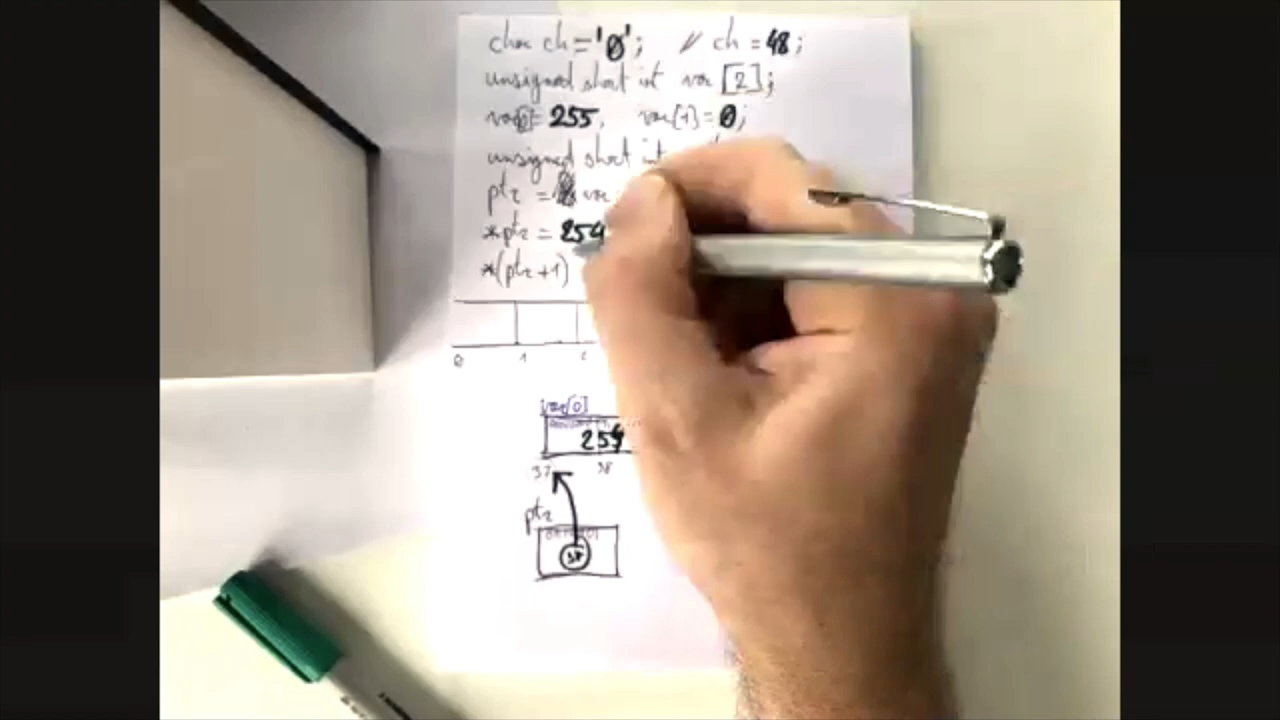 char ch = '0'; // ch = 48;
unsigned short int var [2];
var[0] = 255, var[1] = 0;
unsigned short int
ptr = var
*ptr = 254
*(ptr+1)
0 1
var[0]
254
37 38
ptr
37